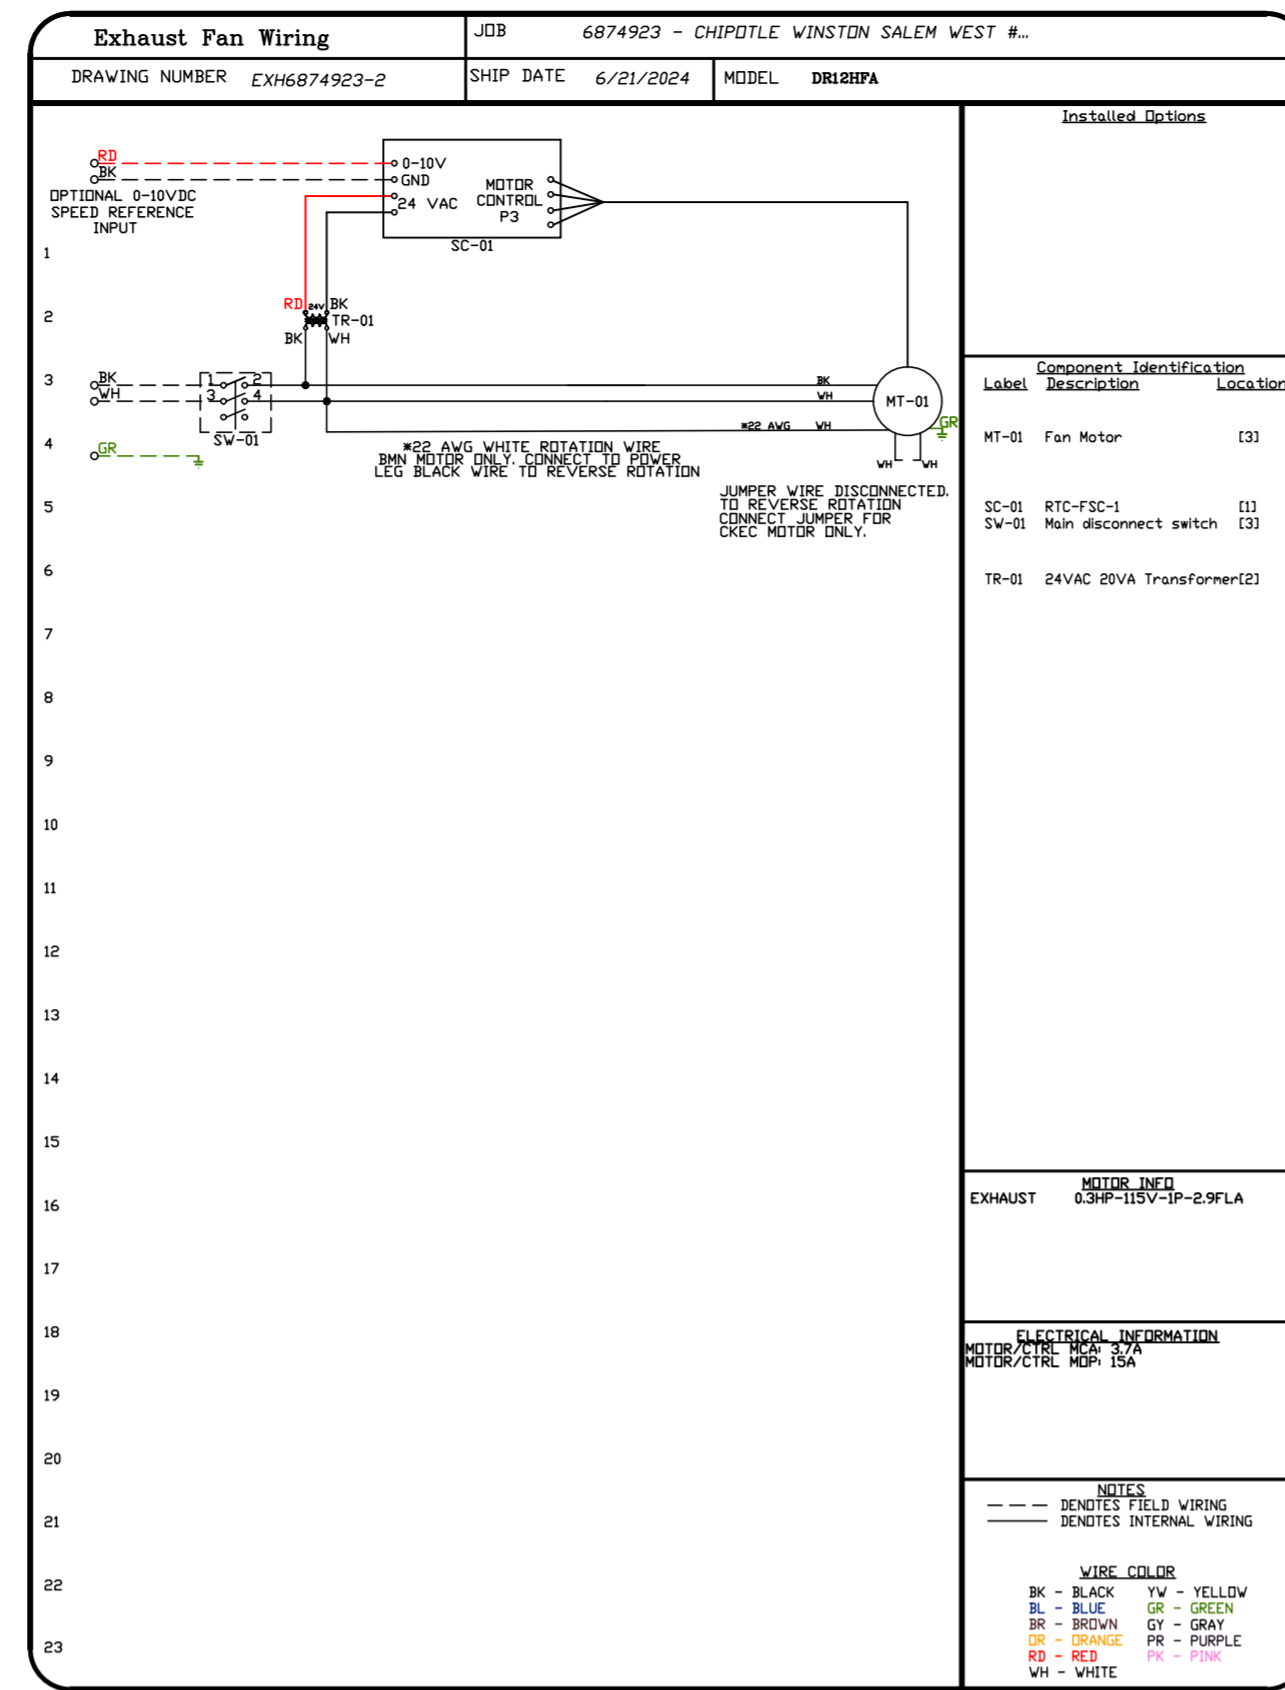 Exhaust Fan Wiring
JOB 6874923 - CHIPOTLE WINSTON SALEM WEST #...
DRAWING NUMBER EXH6874923-2
SHIP DATE 6/21/2024
MODEL DR12HFA
RD
BK
OPTIONAL 0-10VDC
SPEED REFERENCE
INPUT
0-10V
GND
24 VAC
MOTOR
CONTROL
P3
SC-01
RD 24V BK
TR-01
BK WH
BK
WH
1 2
3 4
SW-01
GR
BK
WH
*22 AWG WH
MT-01
GR
WH WH
*22 AWG WHITE ROTATION WIRE
BMN MOTOR ONLY. CONNECT TO POWER
LEG BLACK WIRE TO REVERSE ROTATION
JUMPER WIRE DISCONNECTED.
TO REVERSE ROTATION
CONNECT JUMPER FOR
CKEC MOTOR ONLY.
1
2
3
4
5
6
7
8
9
10
11
12
13
14
15
16
17
18
19
20
21
22
23
Installed Options
Component Identification
Label Description Location
MT-01 Fan Motor [3]
SC-01 RTC-FSC-1 [1]
SW-01 Main disconnect switch [3]
TR-01 24VAC 20VA Transformer[2]
MOTOR INFO
EXHAUST 0.3HP-115V-1P-2.9FLA
ELECTRICAL INFORMATION
MOTOR/CTRL MCA: 3.7A
MOTOR/CTRL MOP: 15A
NOTES
DENOTES FIELD WIRING
DENOTES INTERNAL WIRING
WIRE COLOR
BK - BLACK YW - YELLOW
BL - BLUE GR - GREEN
BR - BROWN GY - GRAY
OR - ORANGE PR - PURPLE
RD - RED PK - PINK
WH - WHITE